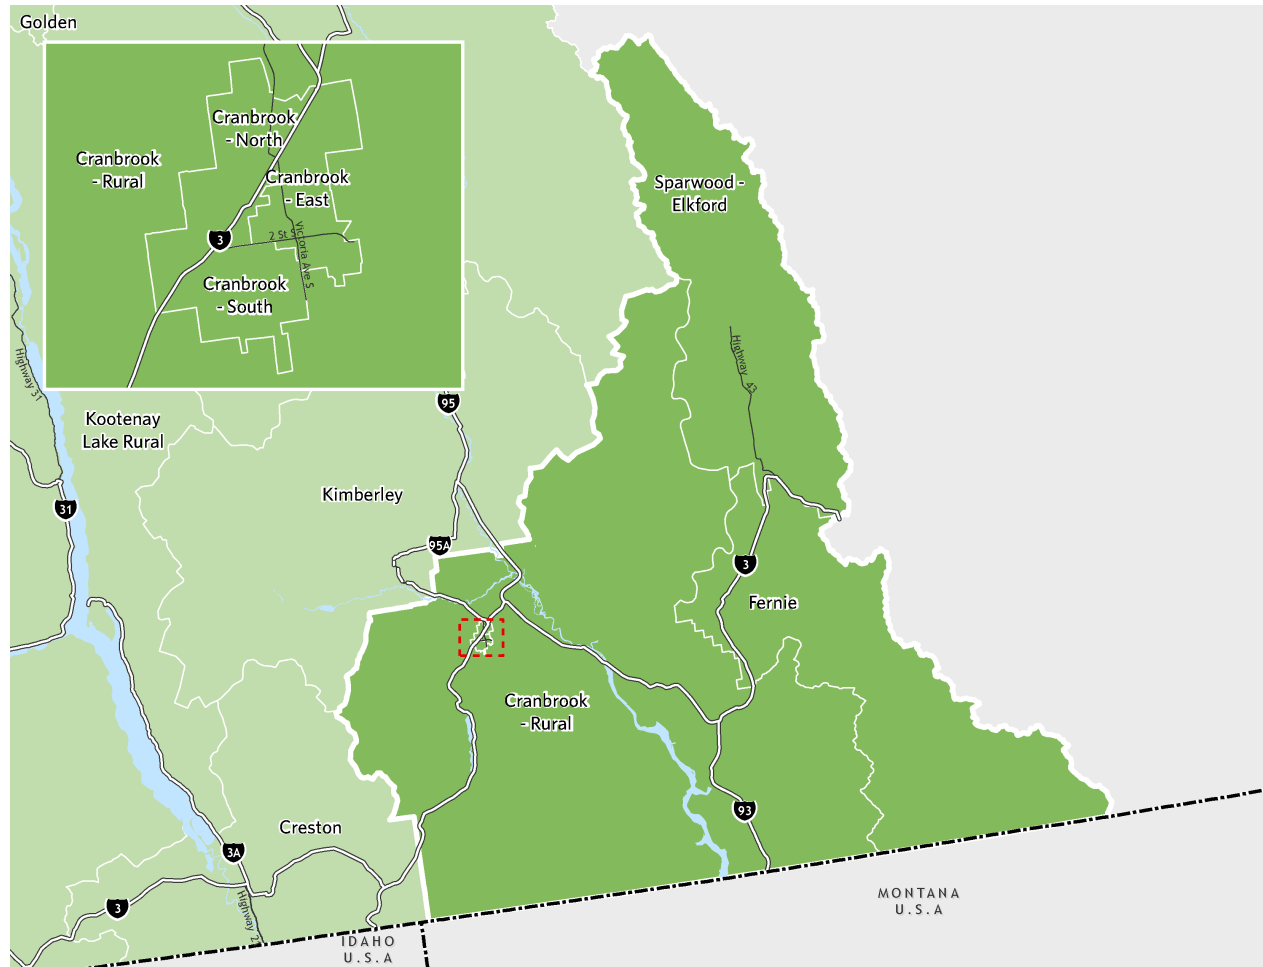 Golden
Cranbrook
- North
Cranbrook
- Rural
Cranbrook
- East
3
2 St S
Victoria Ave S
Cranbrook
- South
Sparwood -
Elkford
Highway 43
Highway 31
Kootenay
Lake Rural
95
Kimberley
31
95A
3
Fernie
Cranbrook
- Rural
93
Creston
3A
3
Highway 2
MONTANA
U.S.A
IDAHO
U.S.A